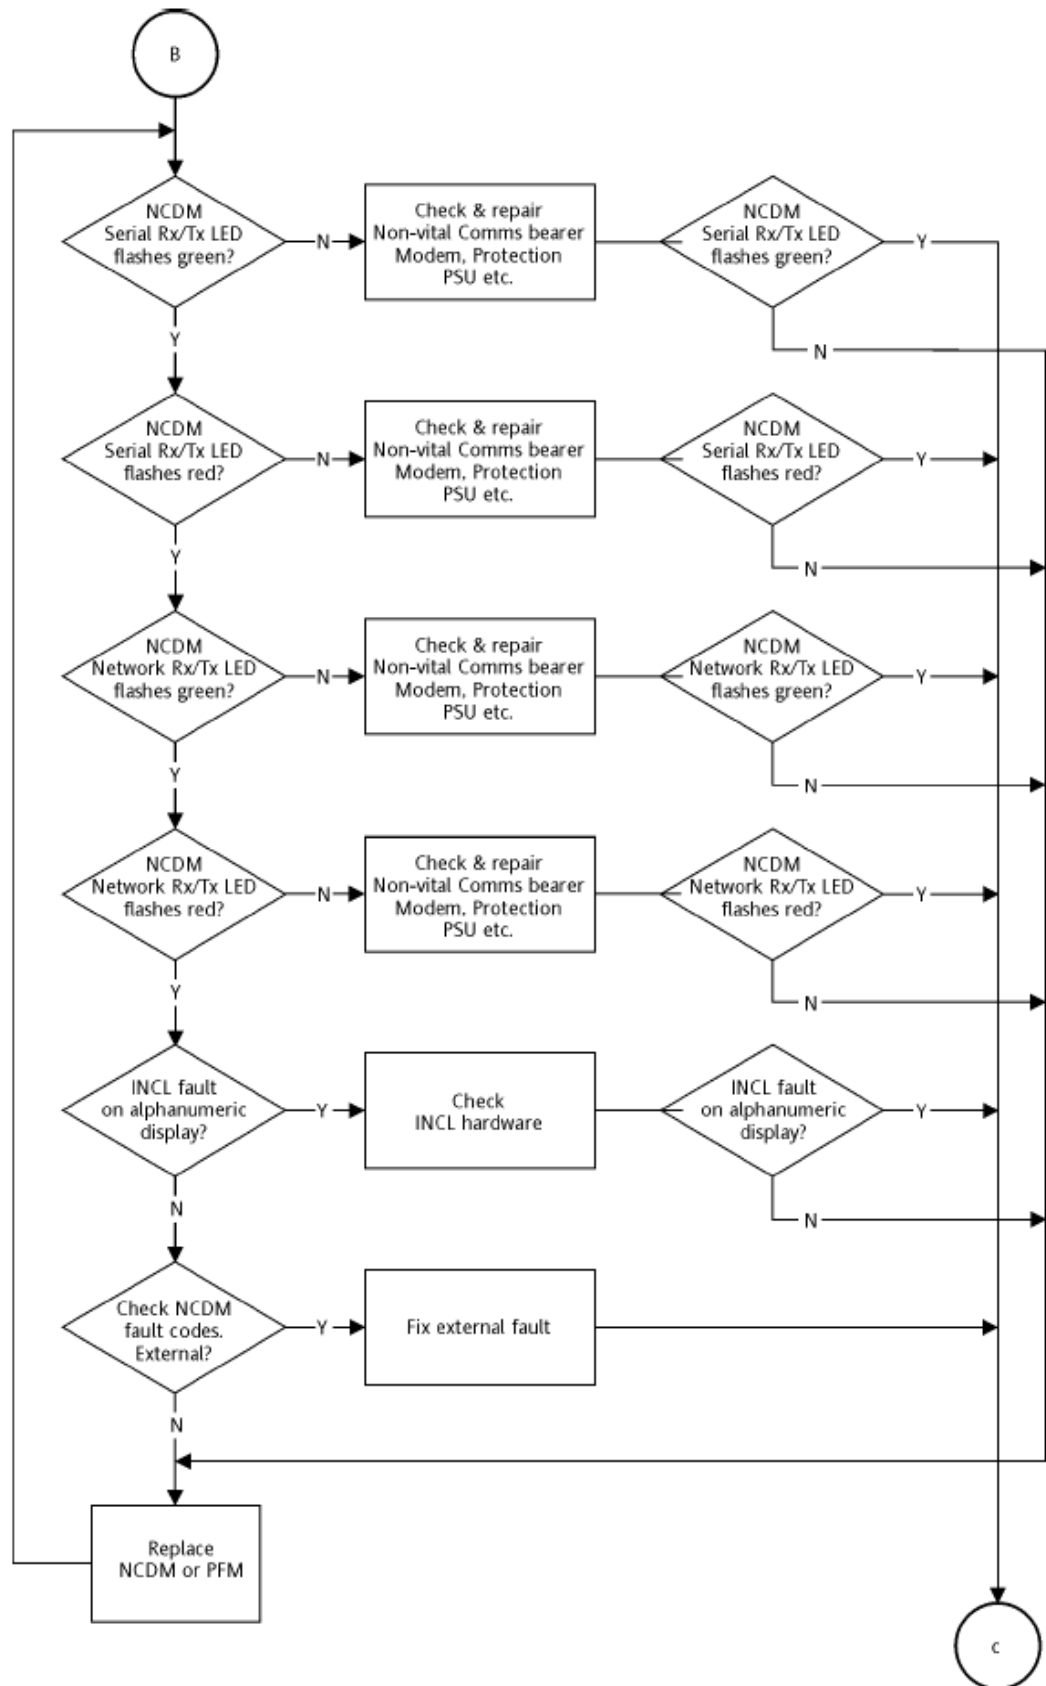 B
NCDM
Serial Rx/Tx LED
flashes green?
N
Check & repair
Non-vital Comms bearer
Modem, Protection
PSU etc.
NCDM
Serial Rx/Tx LED
flashes green?
Y
N
Y
NCDM
Serial Rx/Tx LED
flashes red?
N
Check & repair
Non-vital Comms bearer
Modem, Protection
PSU etc.
NCDM
Serial Rx/Tx LED
flashes red?
Y
N
Y
NCDM
Network Rx/Tx LED
flashes green?
N
Check & repair
Non-vital Comms bearer
Modem, Protection
PSU etc.
NCDM
Network Rx/Tx LED
flashes green?
Y
N
Y
NCDM
Network Rx/Tx LED
flashes red?
N
Check & repair
Non-vital Comms bearer
Modem, Protection
PSU etc.
NCDM
Network Rx/Tx LED
flashes red?
Y
N
Y
INCL fault
on alphanumeric
display?
Y
Check
INCL hardware
INCL fault
on alphanumeric
display?
Y
N
N
Check NCDM
fault codes.
External?
Y
Fix external fault
N
Replace
NCDM or PFM
c